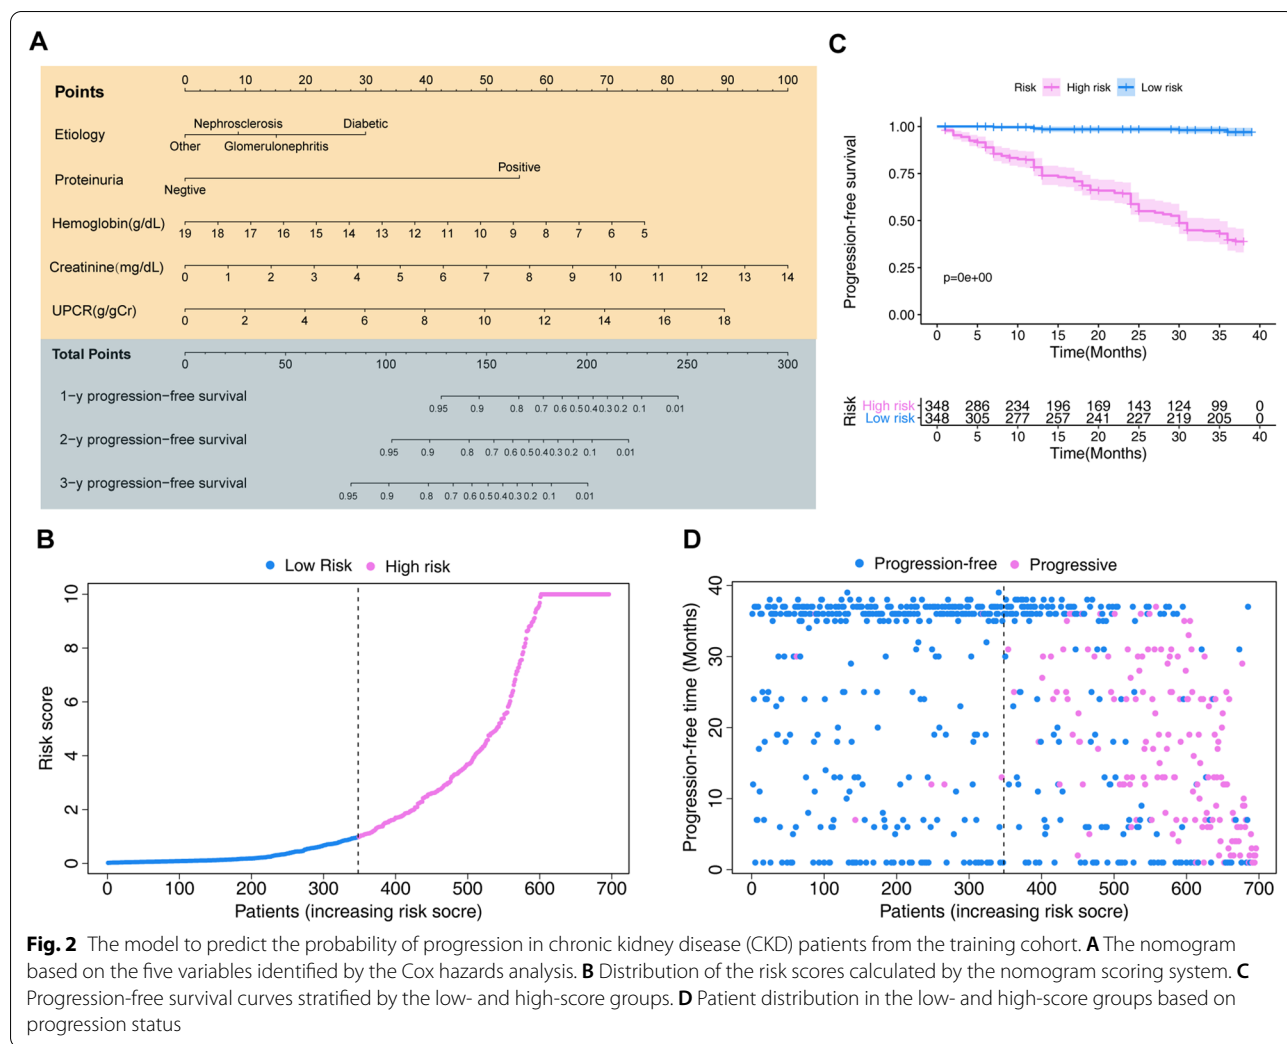 A
Points
0 10 20 30 40 50 60 70 80 90 100
Etiology
Nephrosclerosis Diabetic
Other Glomerulonephritis
Proteinuria
Positive
Negtive
Hemoglobin(g/dL)
19 18 17 16 15 14 13 12 11 10 9 8 7 6 5
Creatinine(mg/dL)
0 1 2 3 4 5 6 7 8 9 10 11 12 13 14
UPCR(g/gCr)
0 2 4 6 8 10 12 14 16 18
Total Points
0 50 100 150 200 250 300
1-y progression-free survival
0.95 0.9 0.8 0.7 0.6 0.5 0.4 0.3 0.2 0.1 0.01
2-y progression-free survival
0.95 0.9 0.8 0.7 0.6 0.5 0.4 0.3 0.2 0.1 0.01
3-y progression-free survival
0.95 0.9 0.8 0.7 0.6 0.5 0.4 0.3 0.2 0.1 0.01
C
Risk High risk Low risk
Progression-free survival
1.00
0.75
0.50
0.25
0.00
p=0e+00
0 5 10 15 20 25 30 35 40
Time(Months)
Risk
High risk 348 286 234 196 169 143 124 99 0
Low risk 348 305 277 257 241 227 219 205 0
0 5 10 15 20 25 30 35 40
Time(Months)
B
Low Risk High risk
Risk score
10
8
6
4
2
0
0 100 200 300 400 500 600 700
Patients (increasing risk socre)
D
Progression-free Progressive
Progression-free time (Months)
40
30
20
10
0
0 100 200 300 400 500 600 700
Patients (increasing risk socre)
Fig. 2 The model to predict the probability of progression in chronic kidney disease (CKD) patients from the training cohort. A The nomogram
based on the five variables identified by the Cox hazards analysis. B Distribution of the risk scores calculated by the nomogram scoring system. C
Progression-free survival curves stratified by the low- and high-score groups. D Patient distribution in the low- and high-score groups based on
progression status